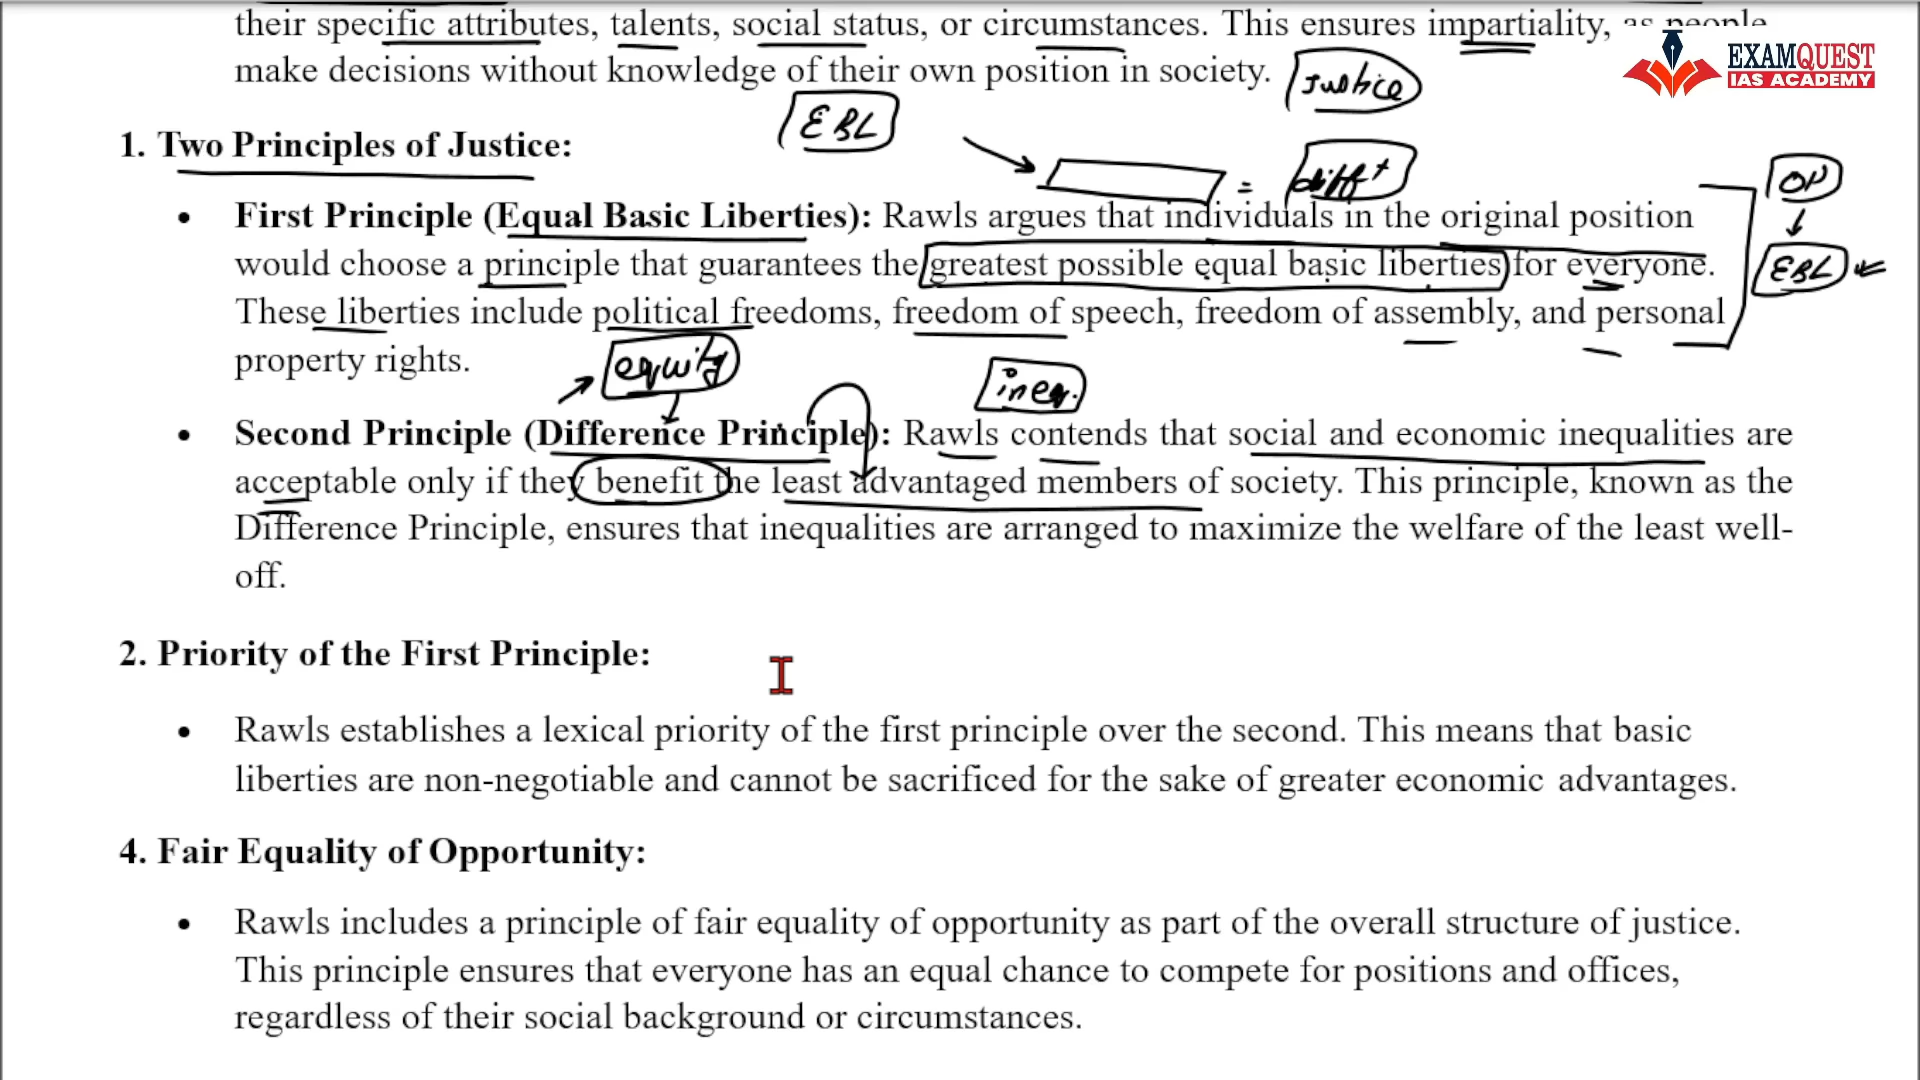 their specific attributes, talents, social status, or circumstances. This ensures impartiality, as people
EXAMQUEST
IAS ACADEMY
make decisions without knowledge of their own position in society.
Justice
EBL
1. Two Principles of Justice:
= difft
OP
• First Principle (Equal Basic Liberties): Rawls argues that individuals in the original position
would choose a principle that guarantees the greatest possible equal basic liberties for everyone.
EBL
These liberties include political freedoms, freedom of speech, freedom of assembly, and personal
property rights.
equity
ineq.
• Second Principle (Difference Principle): Rawls contends that social and economic inequalities are
acceptable only if they benefit the least advantaged members of society. This principle, known as the
Difference Principle, ensures that inequalities are arranged to maximize the welfare of the least well-
off.
2. Priority of the First Principle:
• Rawls establishes a lexical priority of the first principle over the second. This means that basic
liberties are non-negotiable and cannot be sacrificed for the sake of greater economic advantages.
4. Fair Equality of Opportunity:
• Rawls includes a principle of fair equality of opportunity as part of the overall structure of justice.
This principle ensures that everyone has an equal chance to compete for positions and offices,
regardless of their social background or circumstances.